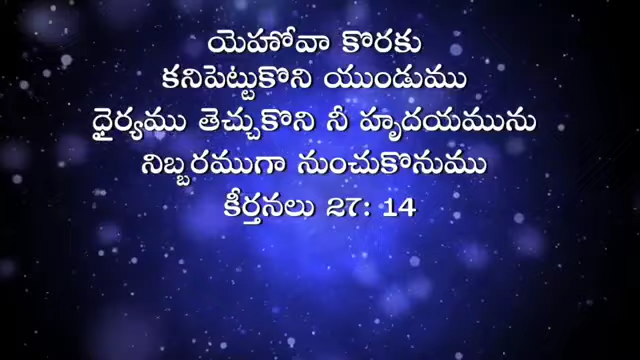 యెహోవా కొరకు
కనిపెట్టుకొని యుండుము
ధైర్యము తెచ్చుకొని నీ హృదయమును
నిబ్బరముగా నుంచుకొనుము
కీర్తనలు 27: 14